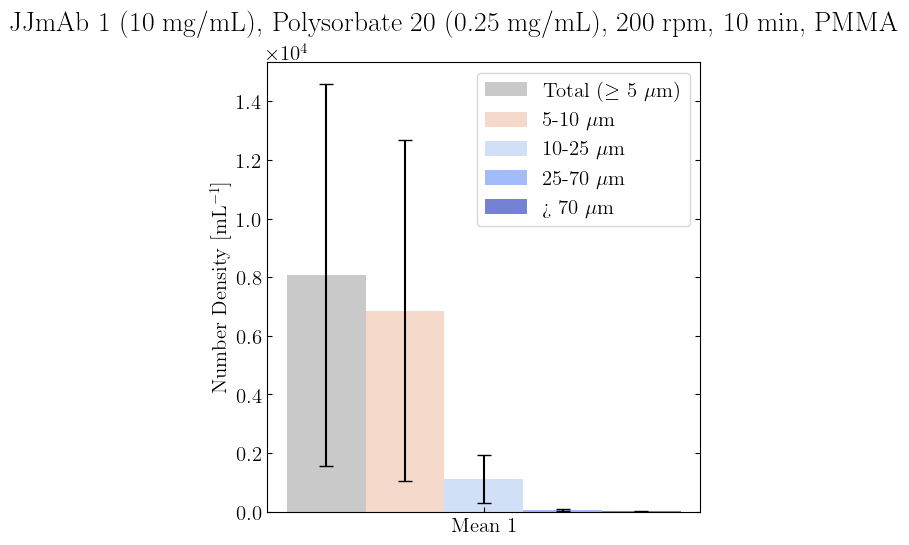 JJmAb 1 (10 mg/mL), Polysorbate 20 (0.25 mg/mL), 200 rpm, 10 min, PMMA
×10⁴
Total (≥ 5 μm)
5-10 μm
10-25 μm
25-70 μm
¿ 70 μm
Number Density [mL⁻¹]
1.4
1.2
1.0
0.8
0.6
0.4
0.2
0.0
Mean 1